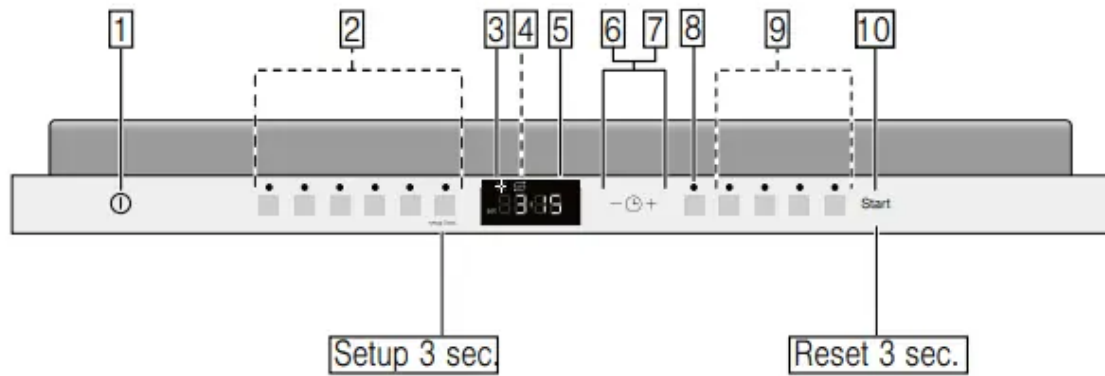 1 2 3 4 5 6 7 8 9 10
3:15
− +
Start
Setup 3 sec.
Reset 3 sec.